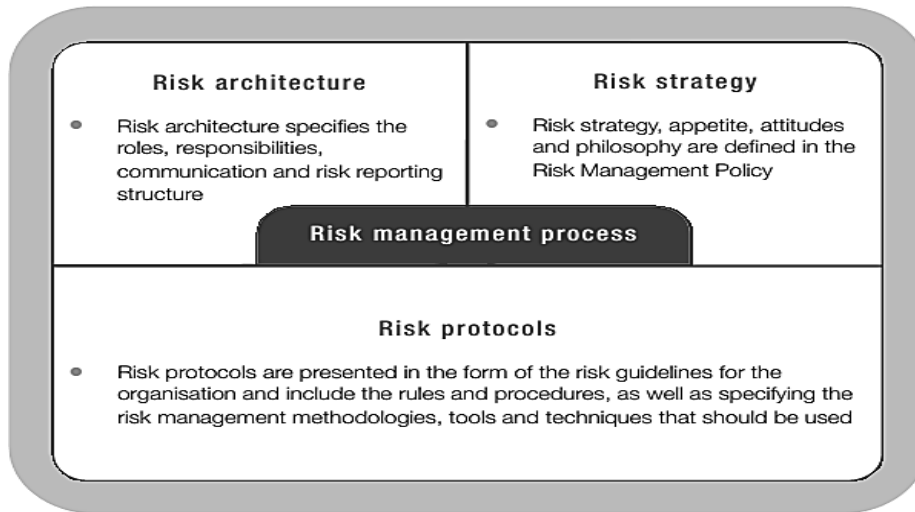 Risk architecture
• Risk architecture specifies the
roles, responsibilities,
communication and risk reporting
structure
Risk strategy
• Risk strategy, appetite, attitudes
and philosophy are defined in the
Risk Management Policy
Risk management process
Risk protocols
• Risk protocols are presented in the form of the risk guidelines for the
organisation and include the rules and procedures, as well as specifying the
risk management methodologies, tools and techniques that should be used